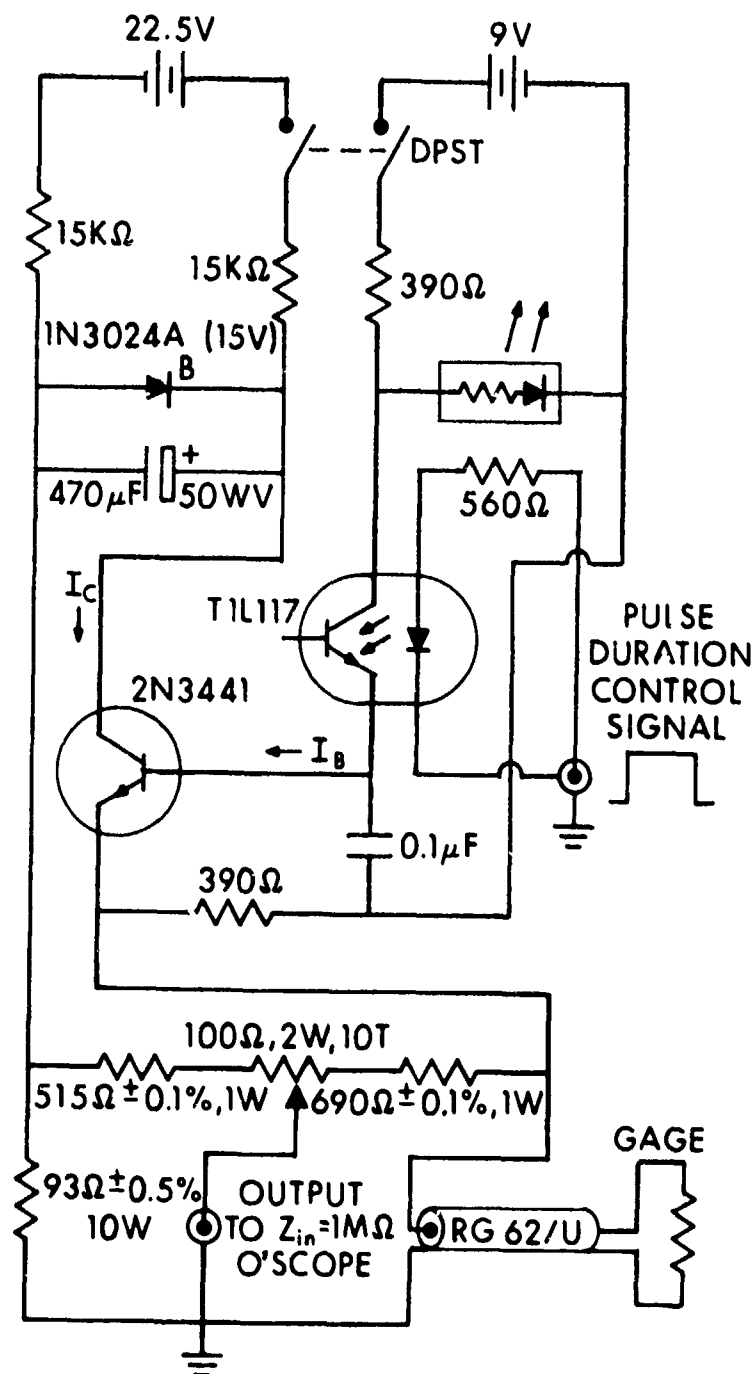 22.5V
9V
DPST
15KΩ
15KΩ
390Ω
1N3024A (15V)
B
+
470μF
50WV
560Ω
I_C
T1L117
PULSE
DURATION
CONTROL
SIGNAL
2N3441
I_B
0.1μF
390Ω
100Ω,2W,10T
515Ω±0.1%,1W
690Ω±0.1%,1W
GAGE
93Ω±0.5%
10W
OUTPUT
TO Z_in=1MΩ
O'SCOPE
RG 62/U